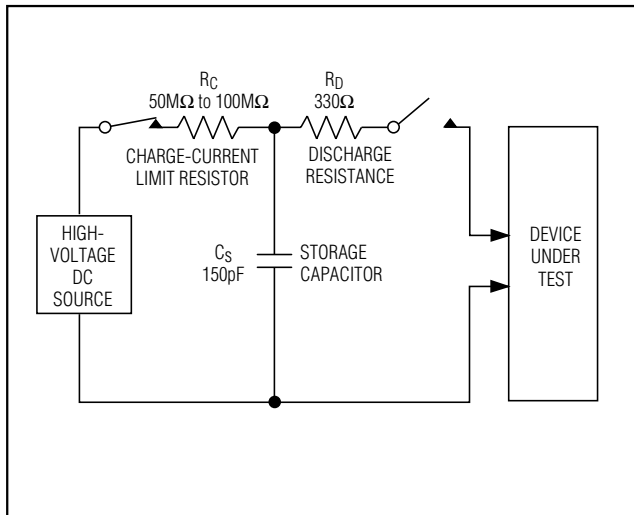 RC
50MΩ to 100MΩ
CHARGE-CURRENT
LIMIT RESISTOR
RD
330Ω
DISCHARGE
RESISTANCE
HIGH-
VOLTAGE
DC
SOURCE
CS
150pF
STORAGE
CAPACITOR
DEVICE
UNDER
TEST